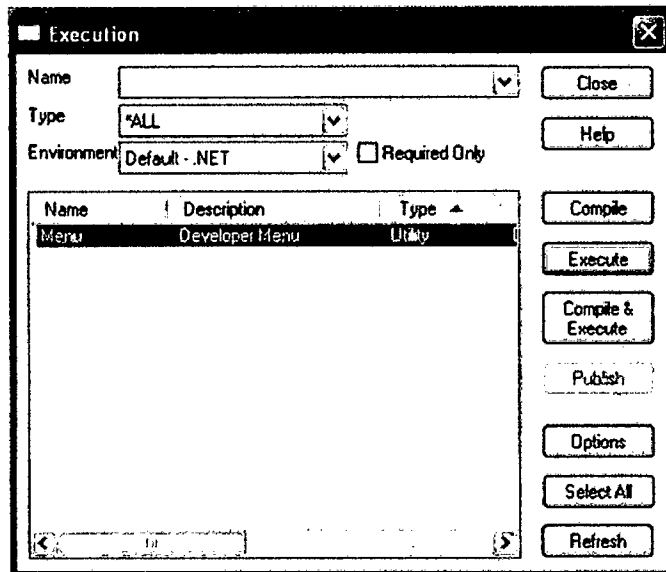 Execution
Name
Close
Type *ALL
Help
Environment Default - .NET Required Only
Name Description Type
Compile
Menu Developer Menu Utility
Execute
Compile &
Execute
Publish
Options
Select All
Refresh